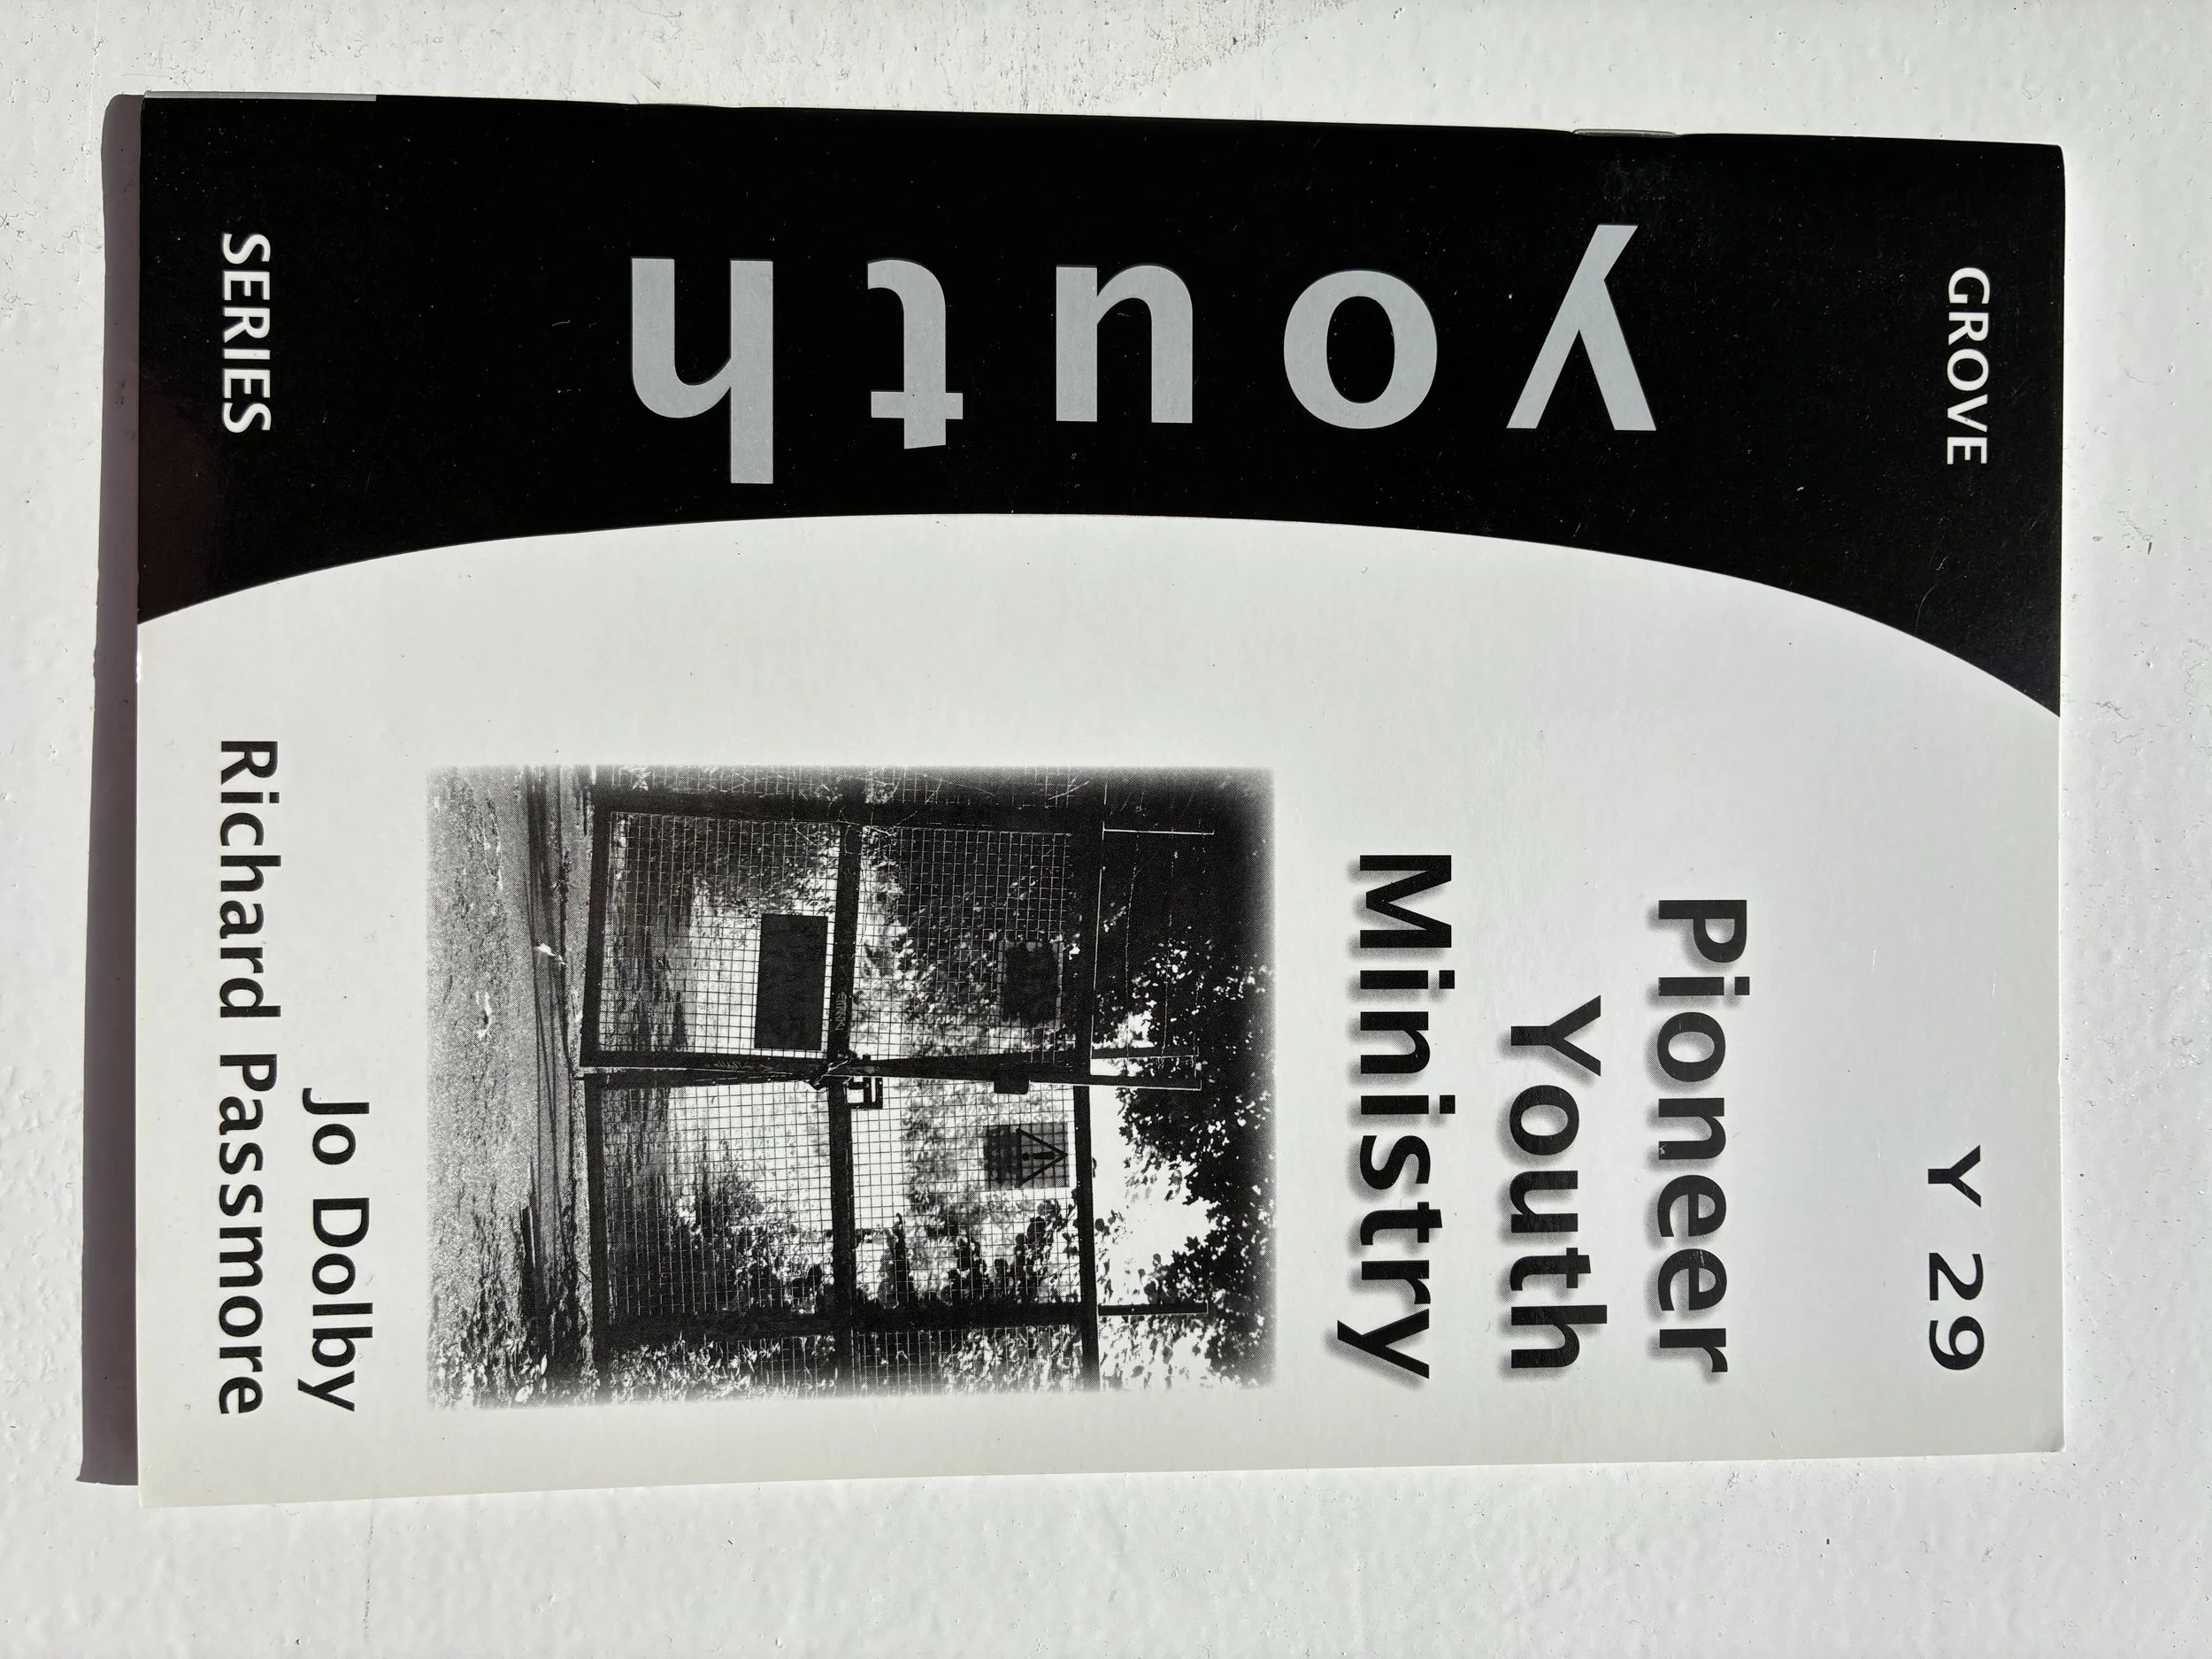 GROVE
youth
SERIES
Y 29
Pioneer
Youth
Ministry
Jo Dolby
Richard Passmore